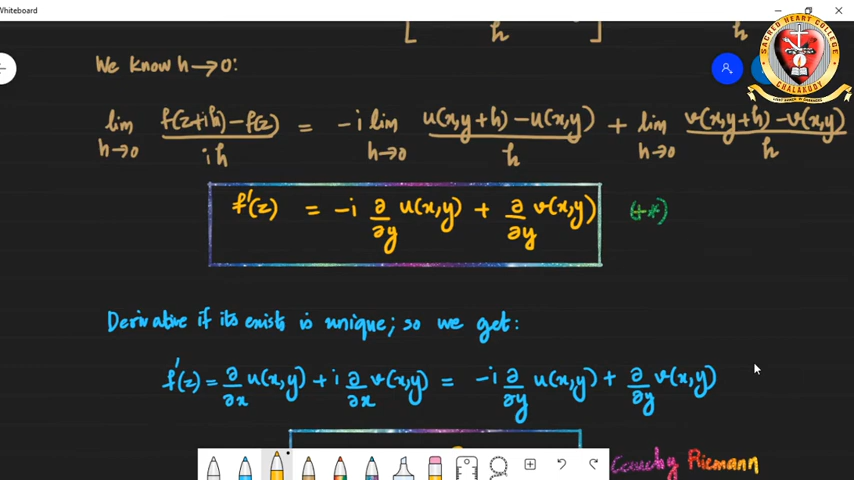 Whiteboard
h h
We know h→0:
lim h→0 f(z+ih)-f(z) / ih = -i lim h→0 u(x,y+h)-u(x,y) / h + lim h→0 v(x,y+h)-v(x,y) / h
f'(z) = -i ∂/∂y u(x,y) + ∂/∂y v(x,y)
Derivative if its exists is unique; so we get:
f'(z) = ∂/∂x u(x,y) + i ∂/∂x v(x,y) = -i ∂/∂y u(x,y) + ∂/∂y v(x,y)
Cauchy Riemann
SACRED HEART COLLEGE
CHALAKUDY